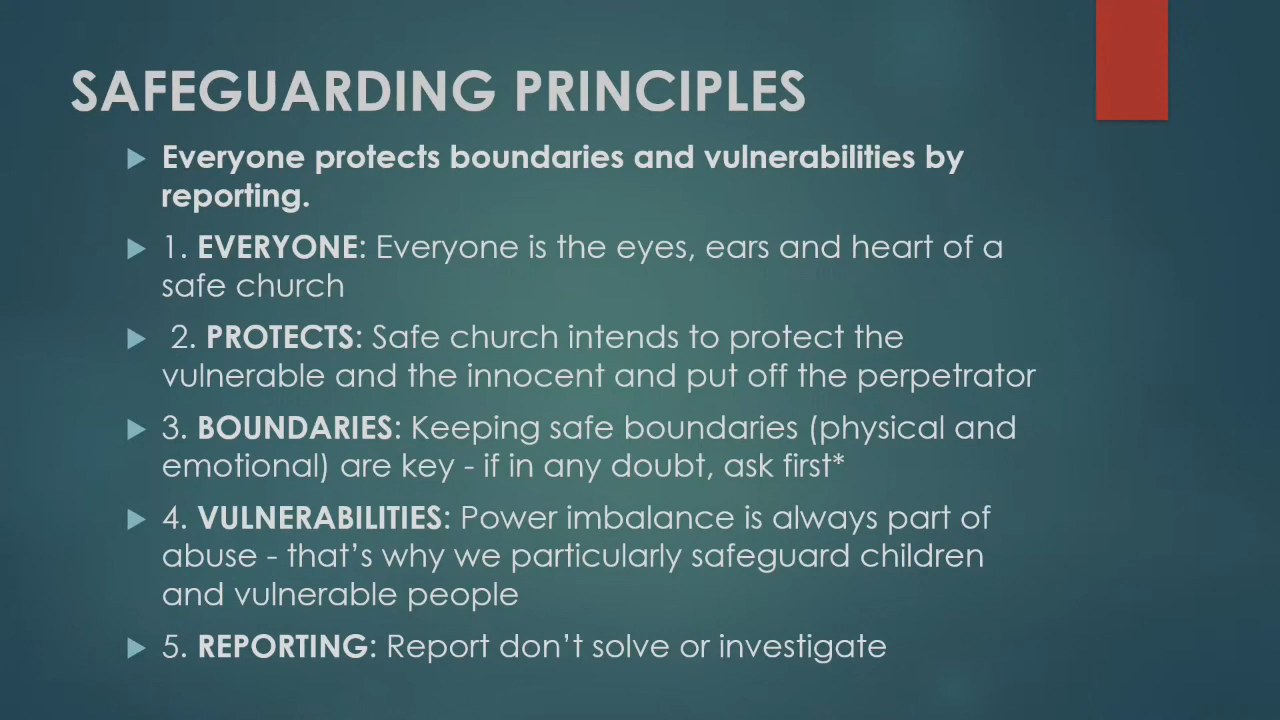 SAFEGUARDING PRINCIPLES
Everyone protects boundaries and vulnerabilities by
reporting.
1. EVERYONE: Everyone is the eyes, ears and heart of a
safe church
2. PROTECTS: Safe church intends to protect the
vulnerable and the innocent and put off the perpetrator
3. BOUNDARIES: Keeping safe boundaries (physical and
emotional) are key - if in any doubt, ask first*
4. VULNERABILITIES: Power imbalance is always part of
abuse - that’s why we particularly safeguard children
and vulnerable people
5. REPORTING: Report don’t solve or investigate